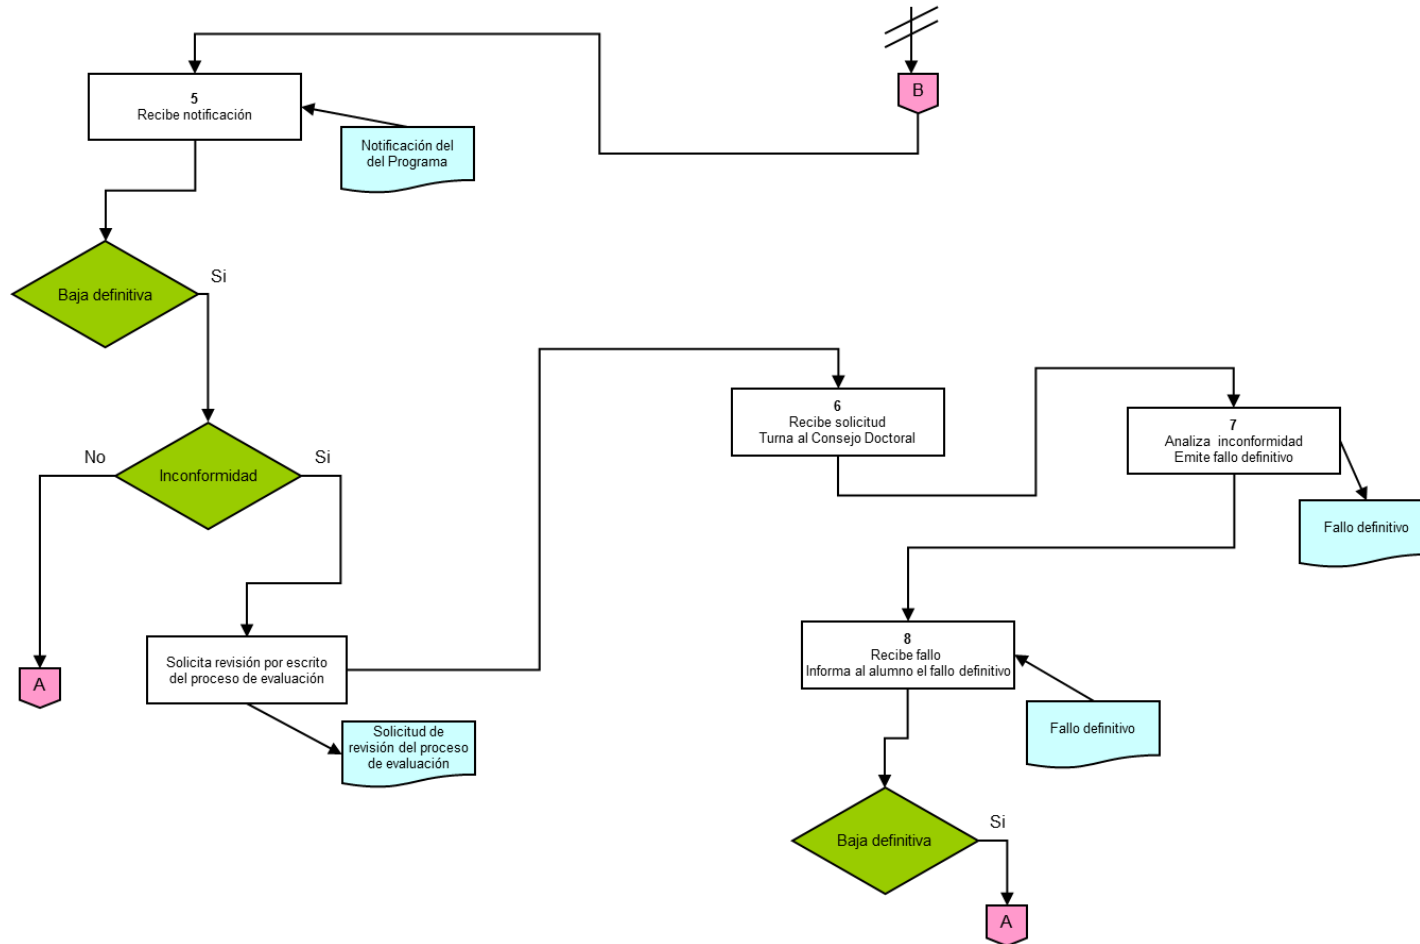 B
5
Recibe notificación
Notificación del
del Programa
Si
Baja definitiva
No
Si
Inconformidad
6
Recibe solicitud
Turna al Consejo Doctoral
7
Analiza inconformidad
Emite fallo definitivo
Fallo definitivo
A
Solicita revisión por escrito
del proceso de evaluación
Solicitud de
revisión del proceso
de evaluación
8
Recibe fallo
Informa al alumno el fallo definitivo
Fallo definitivo
Si
Baja definitiva
A